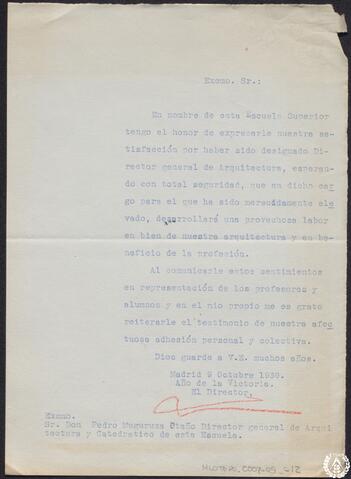 Excmo. Sr.:
En nombre de esta Escuela Superior
tengo el honor de expresarle nuestra sa-
tisfacción por haber sido designado Di-
rector general de Arquitectura, esperan-
do con total seguridad, que en dicho car
go para el que ha sido merecidamente ele
vado, desarrollará una provechosa labor
en bien de nuestra arquitectura y en be-
neficio de la profesión.
Al comunicarle estos sentimientos
en representación de los profesores y
alumnos y en el mio propio me es grato
reiterarle el testimonio de nuestra afec
tuosa adhesión personal y colectiva.
Dios guarde a V.E. muchos años.
Madrid 9 Octubre 1939.
Año de la Victoria.
El Director,
Excmo.
Sr. Don Pedro Muguruza Otaño Director general de Arqui
tectura y Catedratico de esta Escuela.